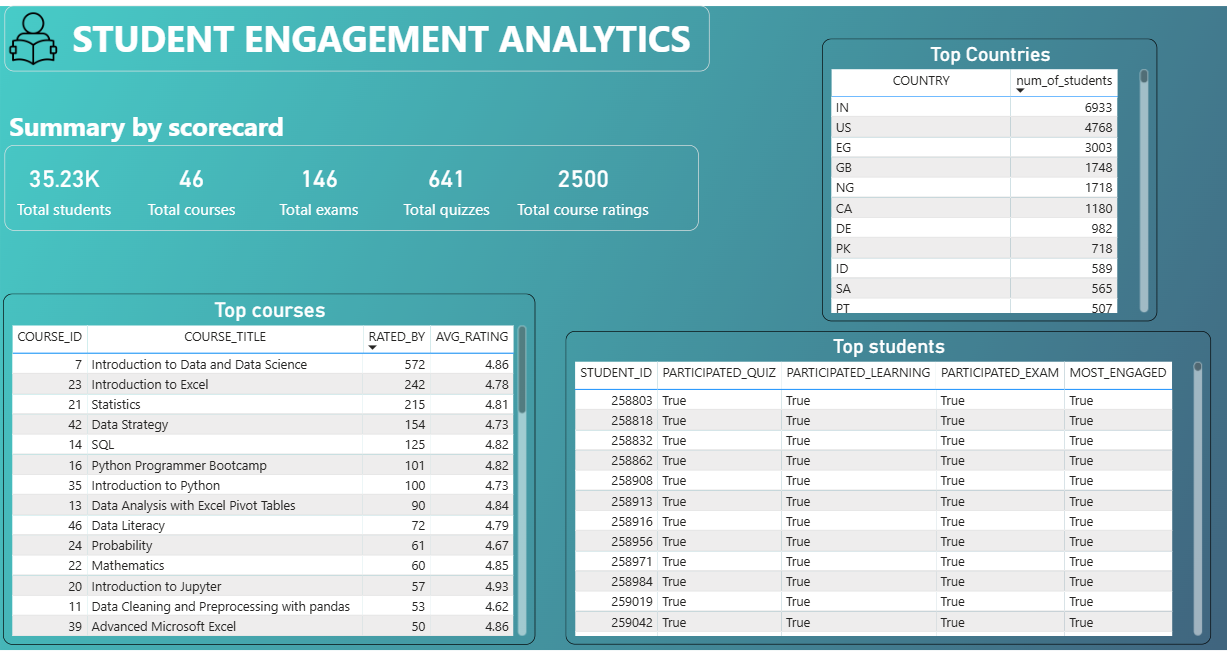 STUDENT ENGAGEMENT ANALYTICS
Summary by scorecard
35.23K 46 146 641 2500
Total students Total courses Total exams Total quizzes Total course ratings
Top Countries
COUNTRY num_of_students
IN 6933
US 4768
EG 3003
GB 1748
NG 1718
CA 1180
DE 982
PK 718
ID 589
SA 565
PT 507
Top courses
COURSE_ID COURSE_TITLE RATED_BY AVG_RATING
7 Introduction to Data and Data Science 572 4.86
23 Introduction to Excel 242 4.78
21 Statistics 215 4.81
42 Data Strategy 154 4.73
14 SQL 125 4.82
16 Python Programmer Bootcamp 101 4.82
35 Introduction to Python 100 4.73
13 Data Analysis with Excel Pivot Tables 90 4.84
46 Data Literacy 72 4.79
24 Probability 61 4.67
22 Mathematics 60 4.85
20 Introduction to Jupyter 57 4.93
11 Data Cleaning and Preprocessing with pandas 53 4.62
39 Advanced Microsoft Excel 50 4.86
Top students
STUDENT_ID PARTICIPATED_QUIZ PARTICIPATED_LEARNING PARTICIPATED_EXAM MOST_ENGAGED
258803 True True True True
258818 True True True True
258832 True True True True
258862 True True True True
258908 True True True True
258913 True True True True
258916 True True True True
258956 True True True True
258971 True True True True
258984 True True True True
259019 True True True True
259042 True True True True